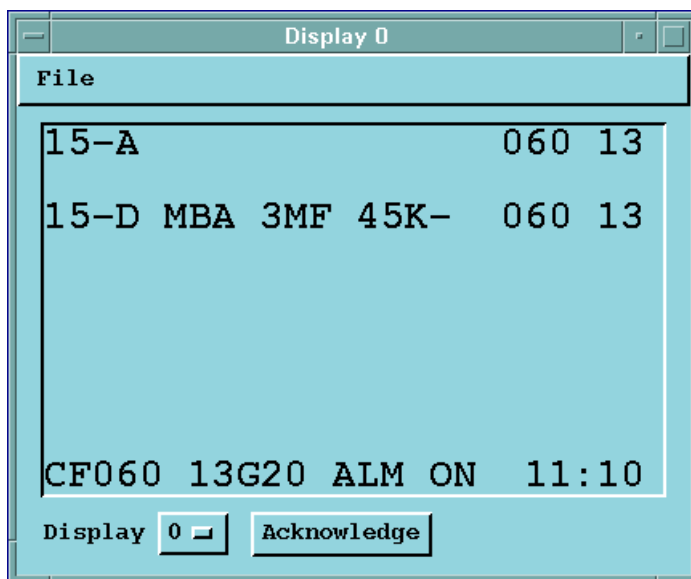 Display 0
File
15-A 060 13
15-D MBA 3MF 45K- 060 13
CF060 13G20 ALM ON 11:10
Display 0 Acknowledge